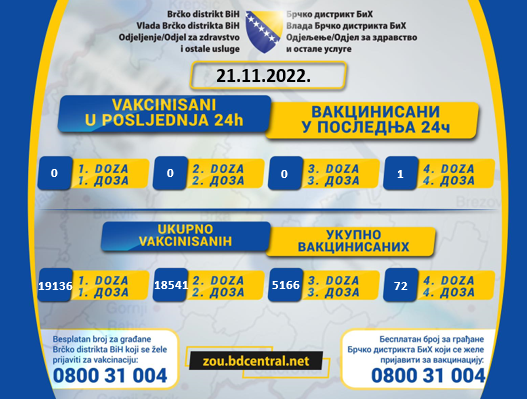 Brčko distrikt BiH
Vlada Brčko distrikta BiH
Odjeljenje/Odjel za zdravstvo
i ostale usluge
Брчко дистрикт БиХ
Влада Брчко дистрикта БиХ
Одјељење/Одјел за здравство
и остале услуге
21.11.2022.
VAKCINISANI
U POSLJEDNJA 24h
ВАКЦИНИСАНИ
У ПОСЛЕДЊА 24ч
0
1. DOZA
1. ДОЗА
0
2. DOZA
2. ДОЗА
0
3. DOZA
3. ДОЗА
1
4. DOZA
4. ДОЗА
UKUPNO
VAKCINISANIH
УКУПНО
ВАКЦИНИСАНИХ
19136
1. DOZA
1. ДОЗА
18541
2. DOZA
2. ДОЗА
5166
3. DOZA
3. ДОЗА
72
4. DOZA
4. ДОЗА
Besplatan broj za građane
Brčko distrikta BiH koji se žele
prijaviti za vakcinaciju:
0800 31 004
zou.bdcentral.net
Бесплатан број за грађане
Брчко дистрикта БиХ који се желе
пријавити за вакцинацију:
0800 31 004